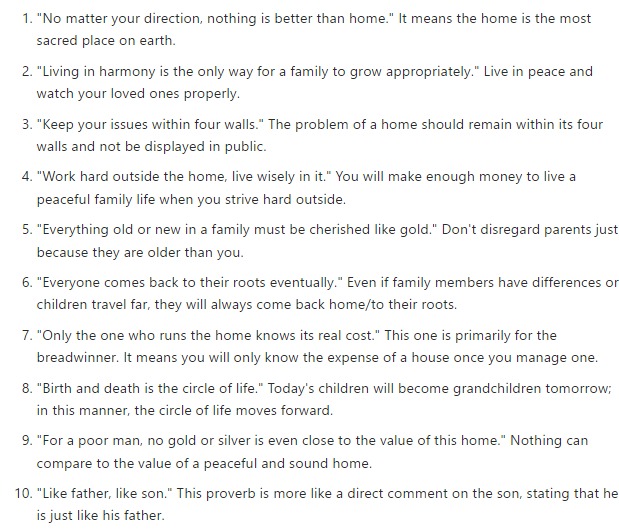 1. "No matter your direction, nothing is better than home." It means the home is the most
sacred place on earth.
2. "Living in harmony is the only way for a family to grow appropriately." Live in peace and
watch your loved ones properly.
3. "Keep your issues within four walls." The problem of a home should remain within its four
walls and not be displayed in public.
4. "Work hard outside the home, live wisely in it." You will make enough money to live a
peaceful family life when you strive hard outside.
5. "Everything old or new in a family must be cherished like gold." Don't disregard parents just
because they are older than you.
6. "Everyone comes back to their roots eventually." Even if family members have differences or
children travel far, they will always come back home/to their roots.
7. "Only the one who runs the home knows its real cost." This one is primarily for the
breadwinner. It means you will only know the expense of a house once you manage one.
8. "Birth and death is the circle of life." Today's children will become grandchildren tomorrow;
in this manner, the circle of life moves forward.
9. "For a poor man, no gold or silver is even close to the value of this home." Nothing can
compare to the value of a peaceful and sound home.
10. "Like father, like son." This proverb is more like a direct comment on the son, stating that he
is just like his father.